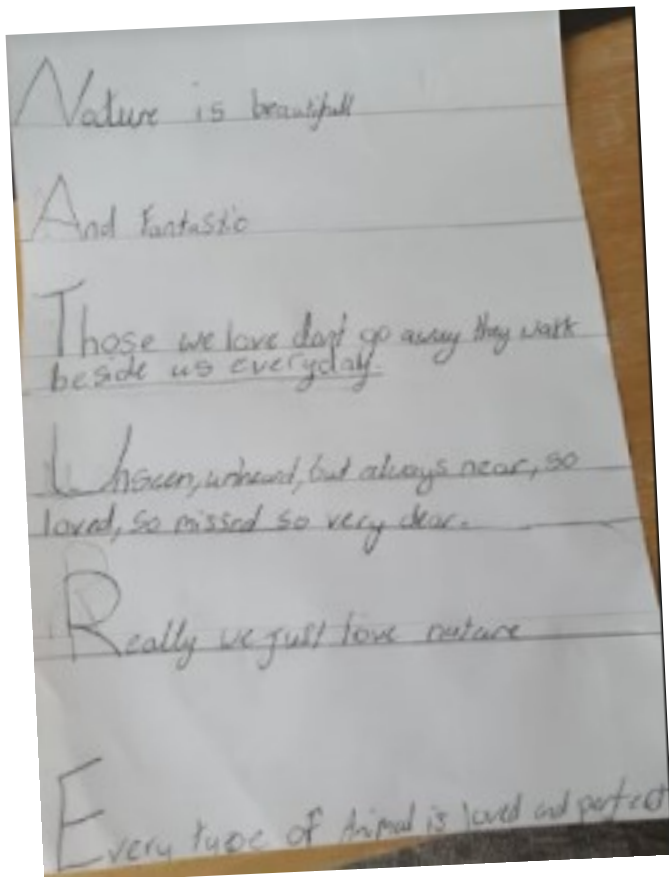 Nature is beautifull
And Fantastic
Those we love don't go away they walk
beside us everyday.
Unseen, unheard, but always near, so
loved, so missed so very dear.
Really we just love nature
Every type of Animal is loved and perfect